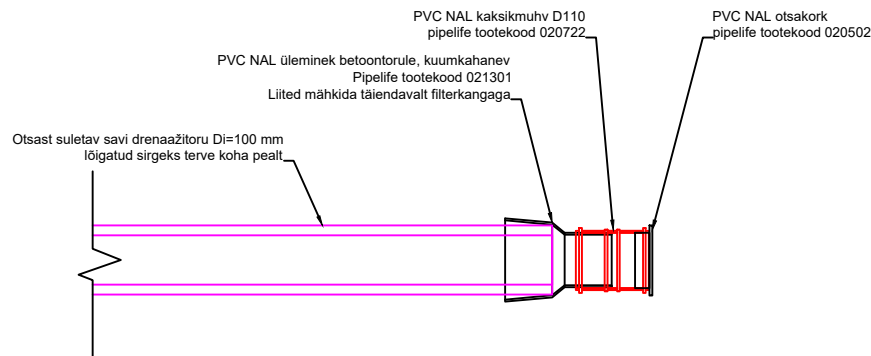 PVC NAL kaksikmuhv D110
pipelife tootekood 020722
PVC NAL otsakork
pipelife tootekood 020502
PVC NAL üleminek betoontorule, kuumkahanev
Pipelife tootekood 021301
Liited mähkida täiendavalt filterkangaga
Otsast suletav savi drenaažitoru Di=100 mm
lõigatud sirgeks terve koha pealt